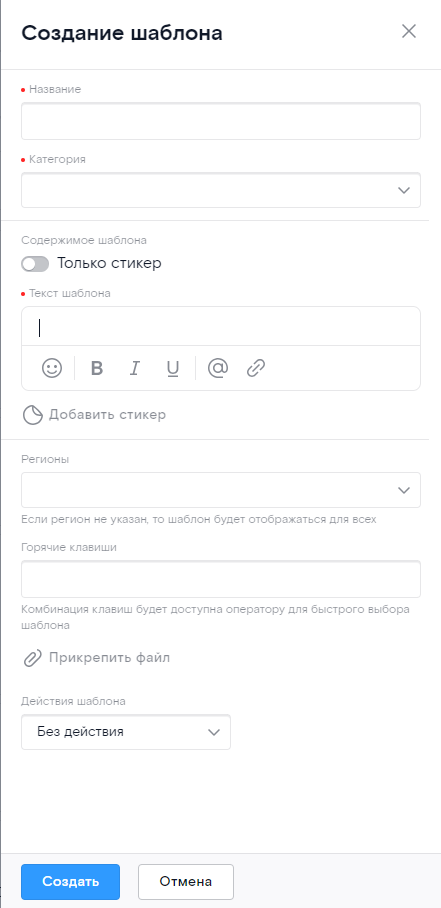 Создание шаблона
Название
Категория
Содержимое шаблона
Только стикер
Текст шаблона
B I U @
Добавить стикер
Регионы
Если регион не указан, то шаблон будет отображаться для всех
Горячие клавиши
Комбинация клавиш будет доступна оператору для быстрого выбора
шаблона
Прикрепить файл
Действия шаблона
Без действия
Создать Отмена